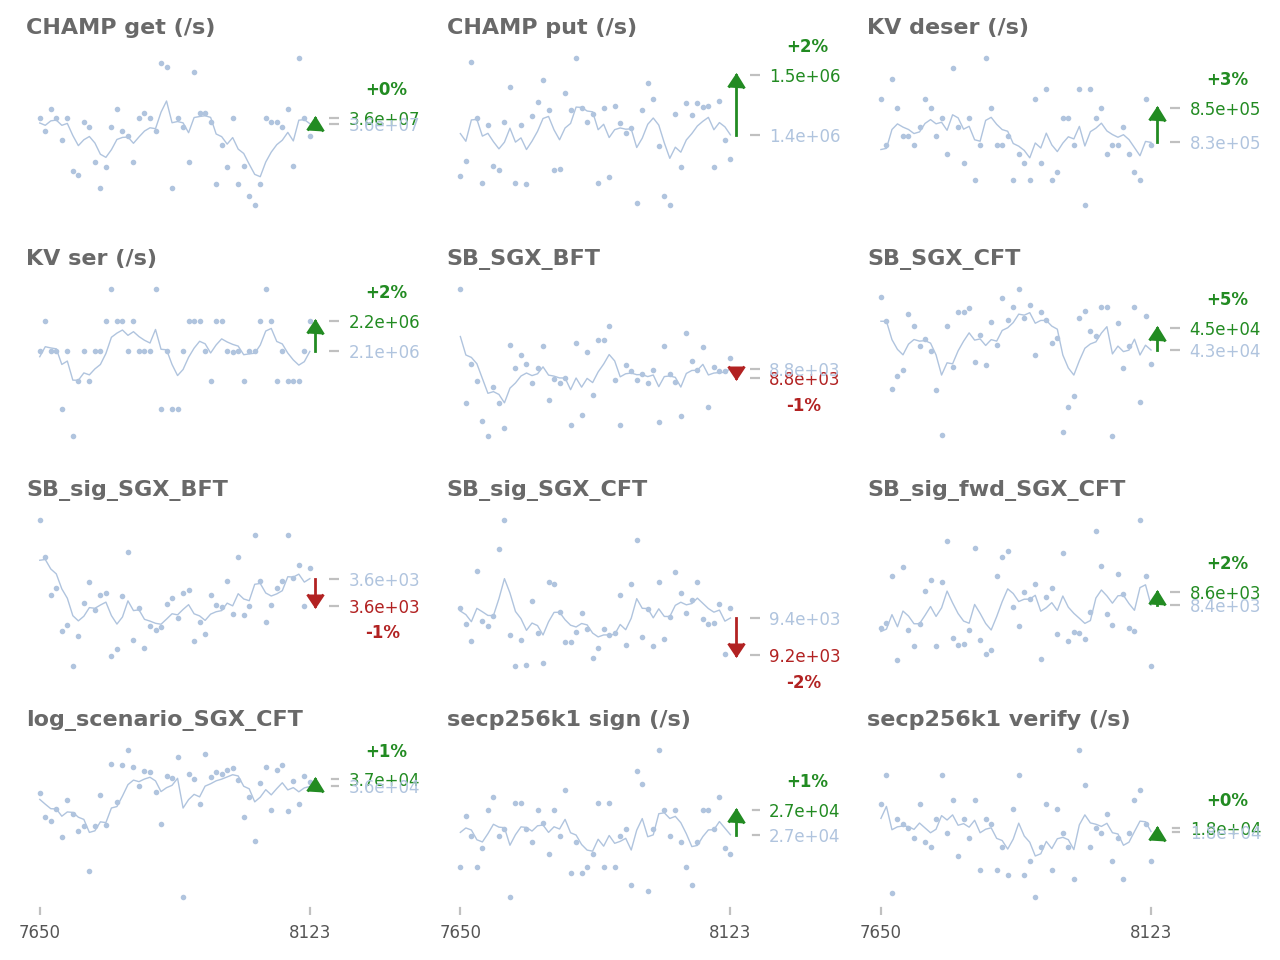 CHAMP get (/s)
+0%
3.6e+07
3.6e+07
CHAMP put (/s)
+2%
1.5e+06
1.4e+06
KV deser (/s)
+3%
8.5e+05
8.3e+05
KV ser (/s)
+2%
2.2e+06
2.1e+06
SB_SGX_BFT
8.8e+03
8.8e+03
-1%
SB_SGX_CFT
+5%
4.5e+04
4.3e+04
SB_sig_SGX_BFT
3.6e+03
3.6e+03
-1%
SB_sig_SGX_CFT
9.4e+03
9.2e+03
-2%
SB_sig_fwd_SGX_CFT
+2%
8.6e+03
8.4e+03
log_scenario_SGX_CFT
+1%
3.7e+04
3.6e+04
secp256k1 sign (/s)
+1%
2.7e+04
2.7e+04
secp256k1 verify (/s)
+0%
1.8e+04
1.8e+04
7650
8123
7650
8123
7650
8123